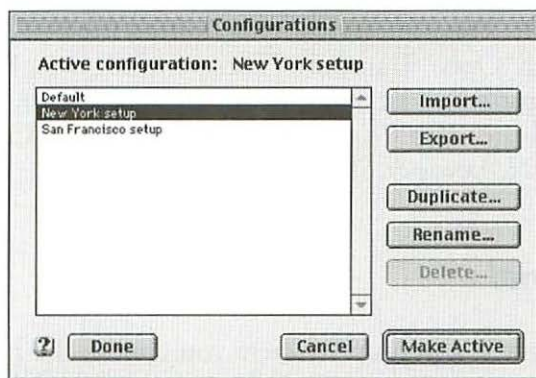 Configurations
Active configuration: New York setup
Default
New York setup
San Francisco setup
Import...
Export...
Duplicate...
Rename...
Delete...
?
Done
Cancel
Make Active